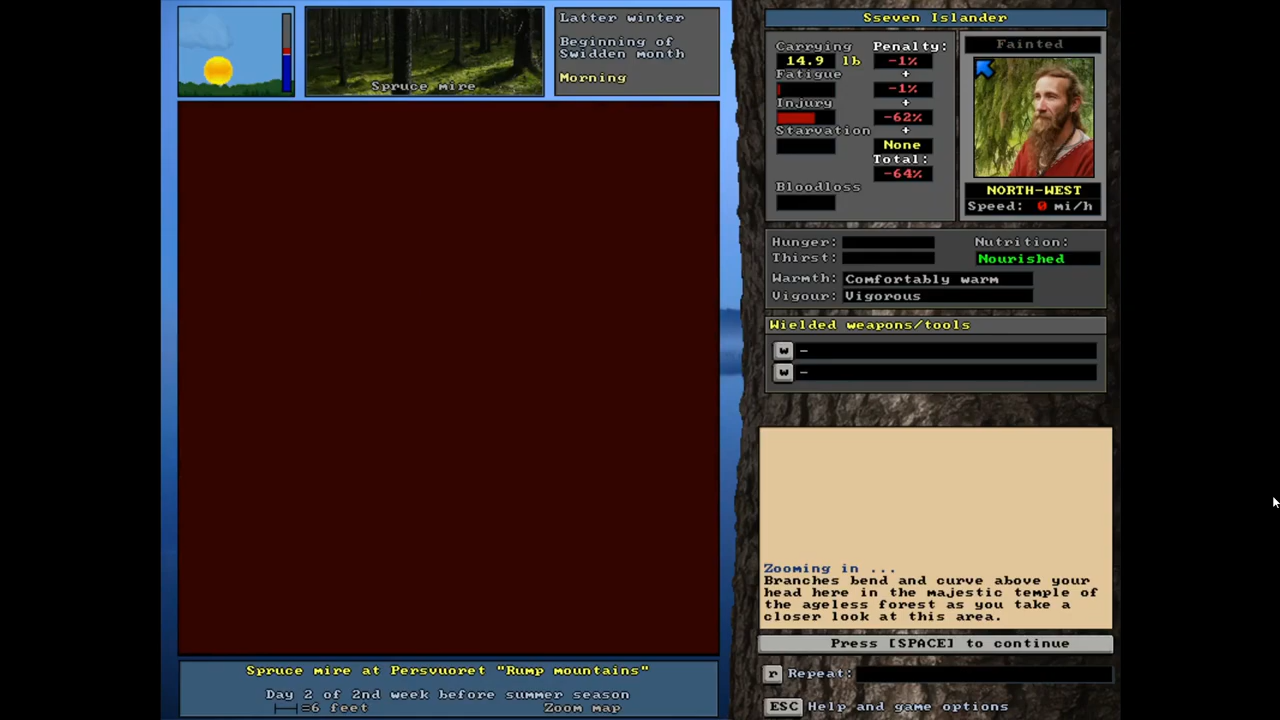 Latter winter
Beginning of
Swidden month
Morning
Spruce mire
Sseven Islander
Carrying
Penalty:
14.9 lb
-1%
Fatigue
+
-1%
Injury
+
-62%
Starvation
+
None
Total:
-64%
Bloodloss
Fainted
NORTH-WEST
Speed: 0 mi/h
Hunger:
Thirst:
Nutrition:
Nourished
Warmth: Comfortably warm
Vigour: Vigorous
Wielded weapons/tools
w -
w -
Zooming in ...
Branches bend and curve above your
head here in the majestic temple of
the ageless forest as you take a
closer look at this area.
Press [SPACE] to continue
r Repeat:
ESC Help and game options
Spruce mire at Persvuoret "Rump mountains"
Day 2 of 2nd week before summer season
=6 feet
Zoom map